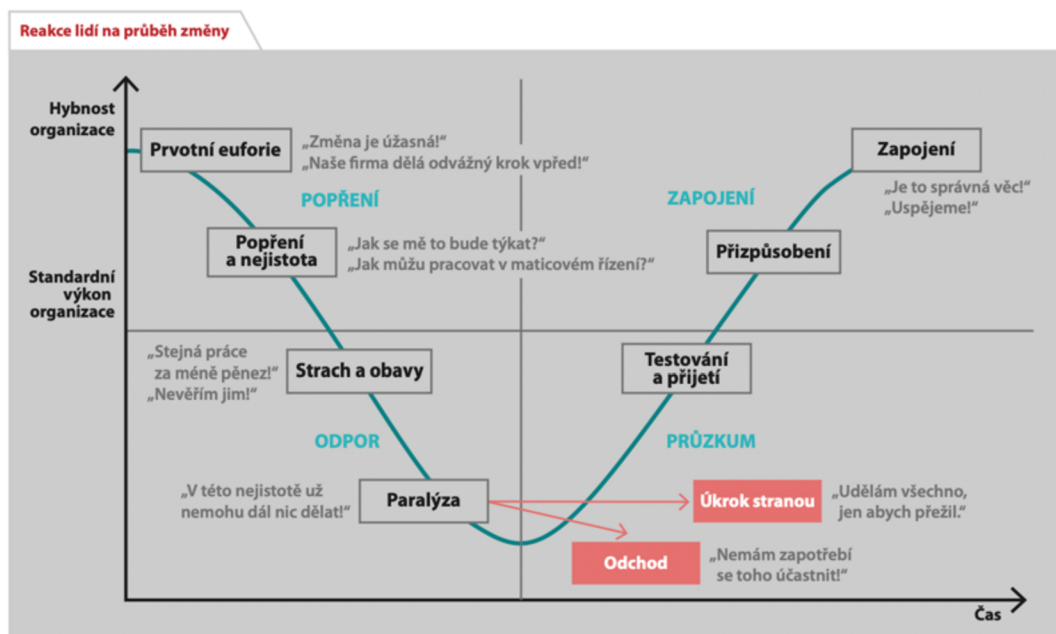 Reakce lidí na průběh změny
Hybnost
organizace
Prvotní euforie
„Změna je úžasná!“
„Naše firma dělá odvážný krok vpřed!“
POPŘENÍ
Popření
a nejistota
„Jak se mě to bude týkat?“
„Jak můžu pracovat v maticovém řízení?“
ZAPOJENÍ
Zapojení
„Je to správná věc!“
„Uspějeme!“
Přizpůsobení
Standardní
výkon
organizace
„Stejná práce
za méně pěnez!“
„Nevěřím jim!“
Strach a obavy
ODPOR
„V této nejistotě už
nemohu dál nic dělat!“
Paralýza
Testování
a přijetí
PRŮZKUM
Úkrok stranou
„Udělám všechno,
jen abych přežil.“
Odchod
„Nemám zapotřebí
se toho účastnit!“
Čas